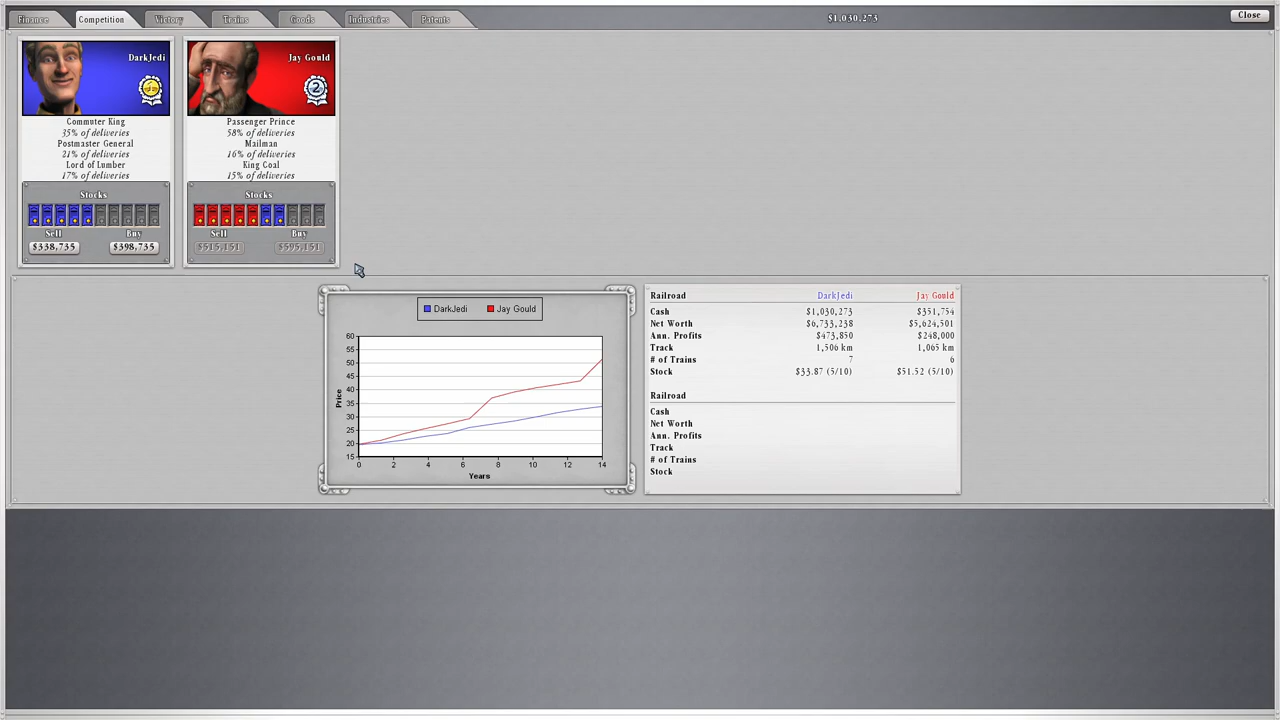 Finance Competition Victory Trains Goods Industries Patents $1,030,273 Close
DarkJedi
Commuter King
35% of deliveries
Postmaster General
21% of deliveries
Lord of Lumber
17% of deliveries
Stocks
Sell Buy
$338,735 $398,735
Jay Gould
2
Passenger Prince
58% of deliveries
Mailman
16% of deliveries
King Coal
15% of deliveries
Stocks
Sell Buy
$515,151 $595,151
DarkJedi Jay Gould
60
55
50
45
40
35
30
25
20
15
Price
0 2 4 6 8 10 12 14
Years
Railroad DarkJedi Jay Gould
Cash $1,030,273 $351,754
Net Worth $6,733,238 $5,624,501
Ann. Profits $473,850 $248,000
Track 1,506 km 1,065 km
# of Trains 7 6
Stock $33.87 (5/10) $51.52 (5/10)
Railroad
Cash
Net Worth
Ann. Profits
Track
# of Trains
Stock